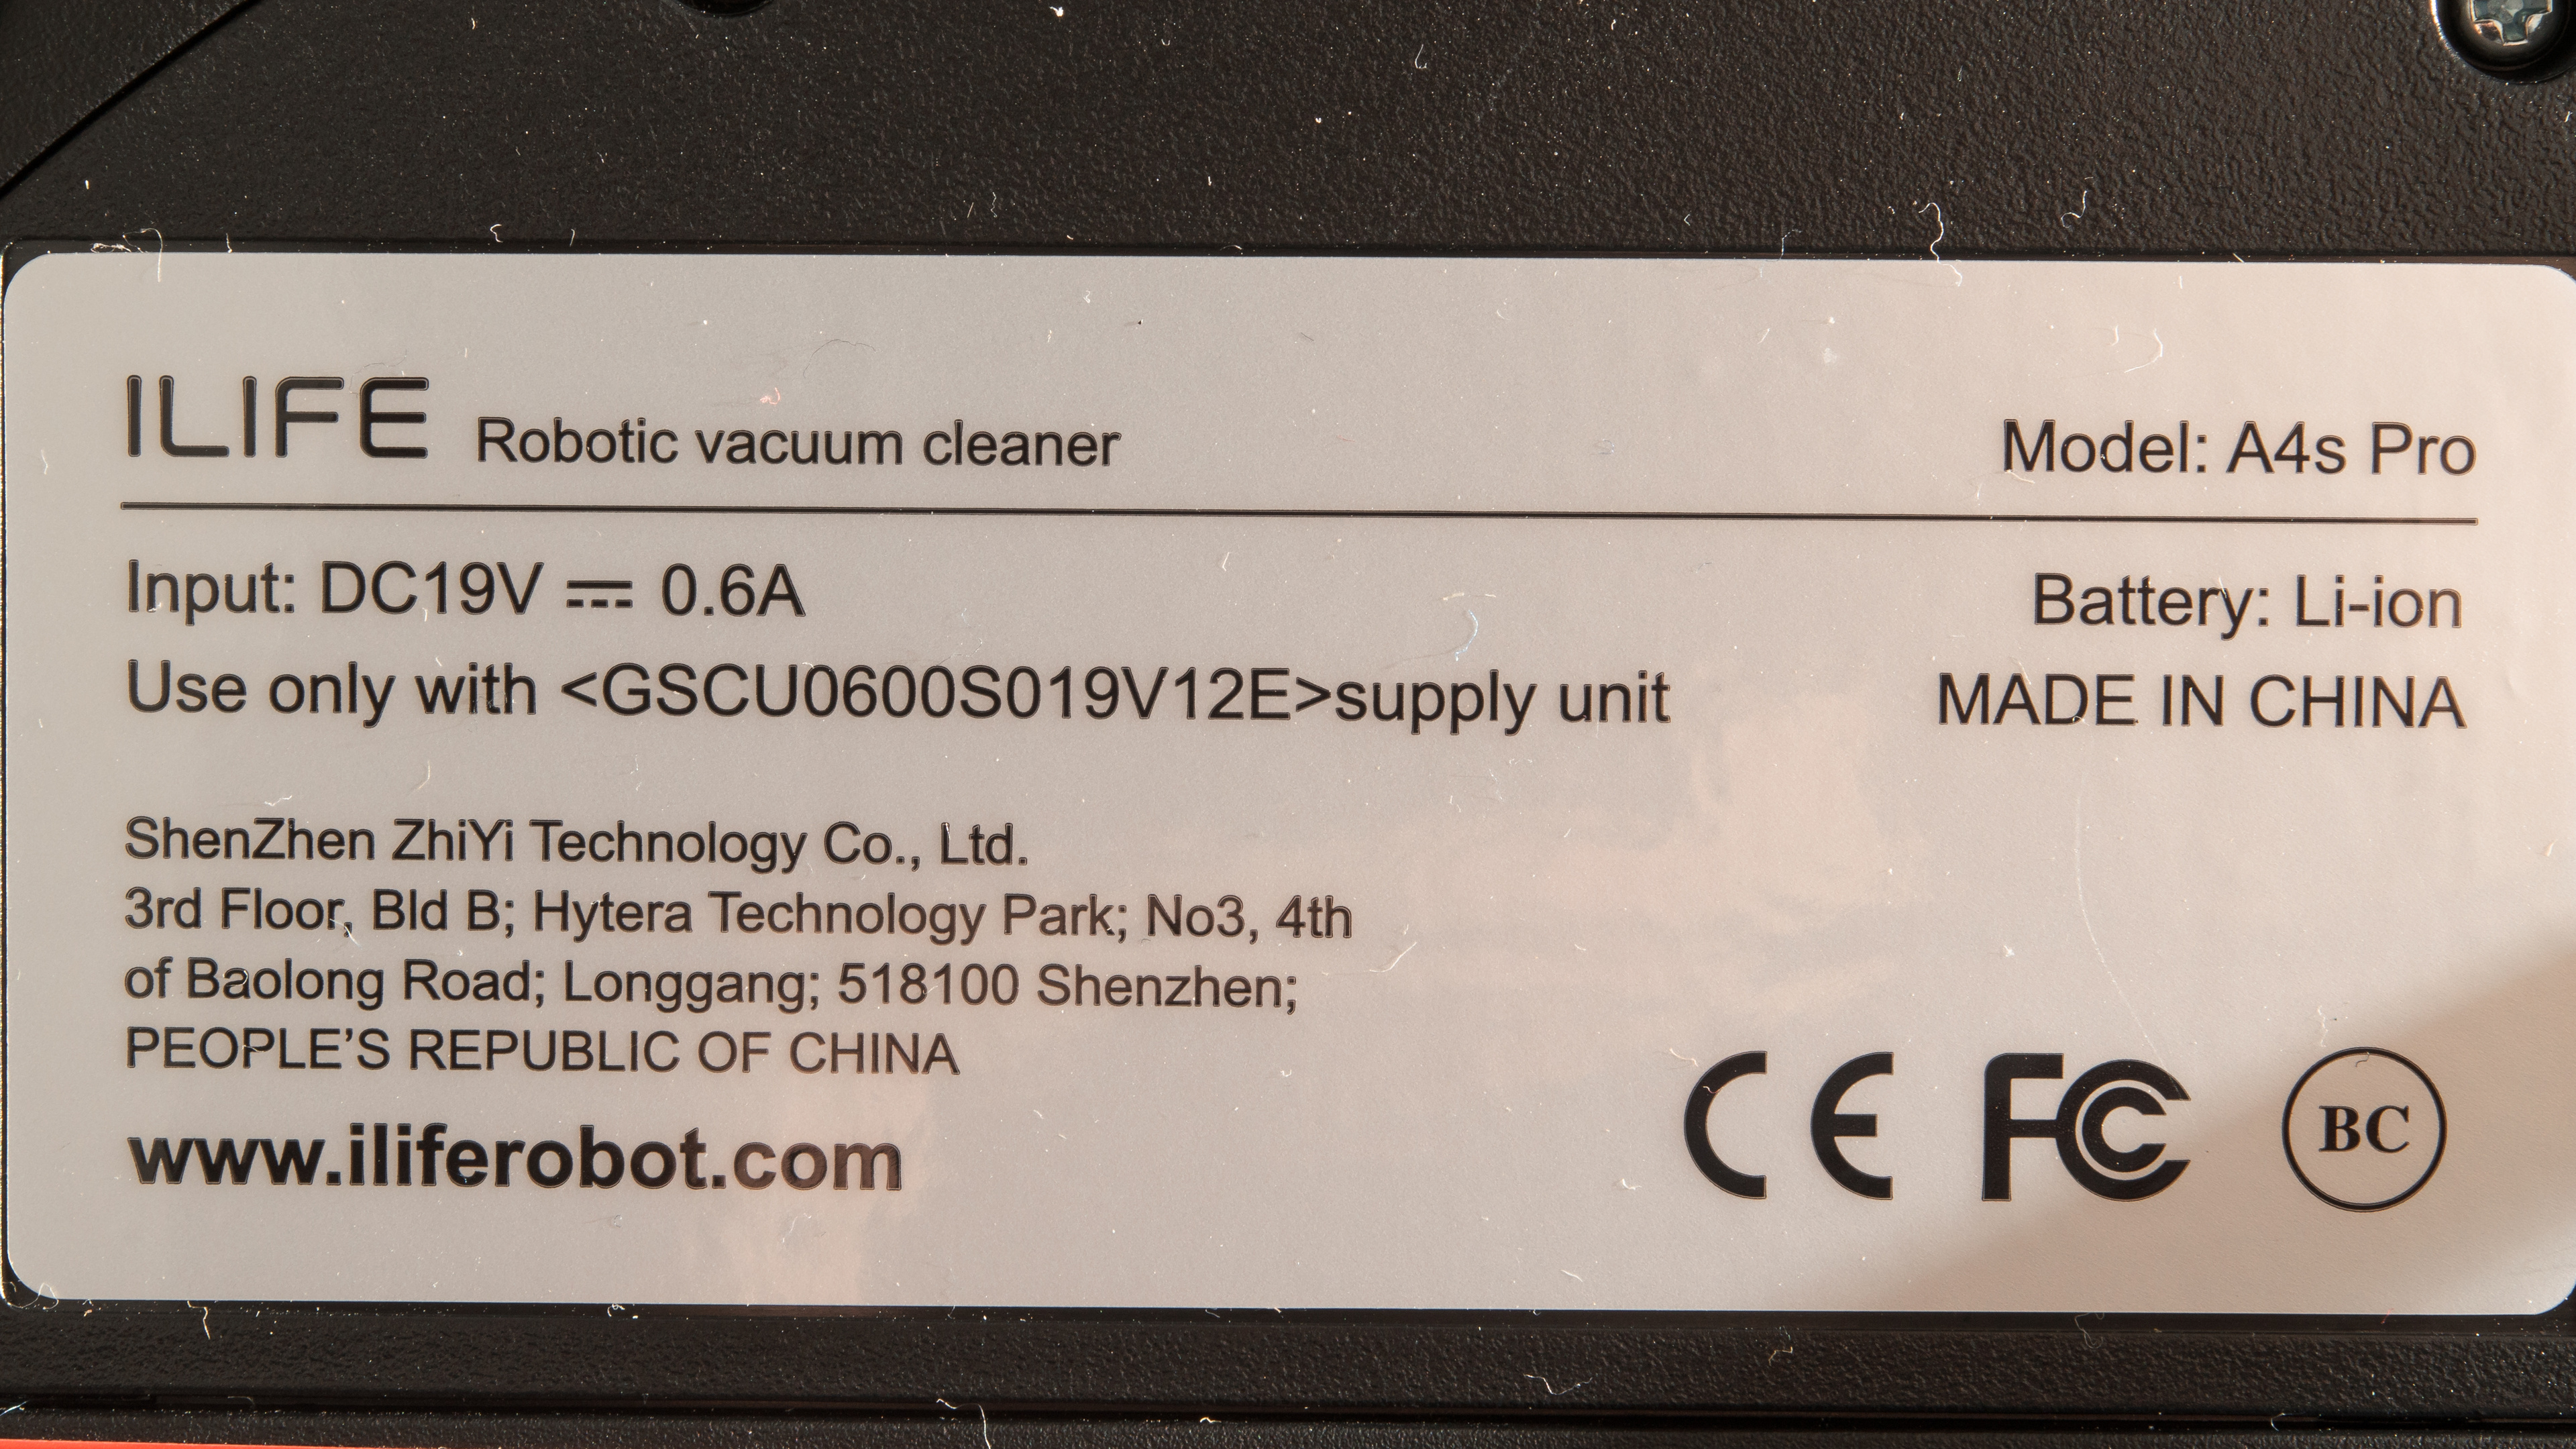 ILIFE Robotic vacuum cleaner Model: A4s Pro
Input: DC19V ⎓ 0.6A Battery: Li-ion
Use only with <GSCU0600S019V12E>supply unit MADE IN CHINA
ShenZhen ZhiYi Technology Co., Ltd.
3rd Floor, Bld B; Hytera Technology Park; No3, 4th
of Baolong Road; Longgang; 518100 Shenzhen;
PEOPLE’S REPUBLIC OF CHINA
www.iliferobot.com
CE FC BC